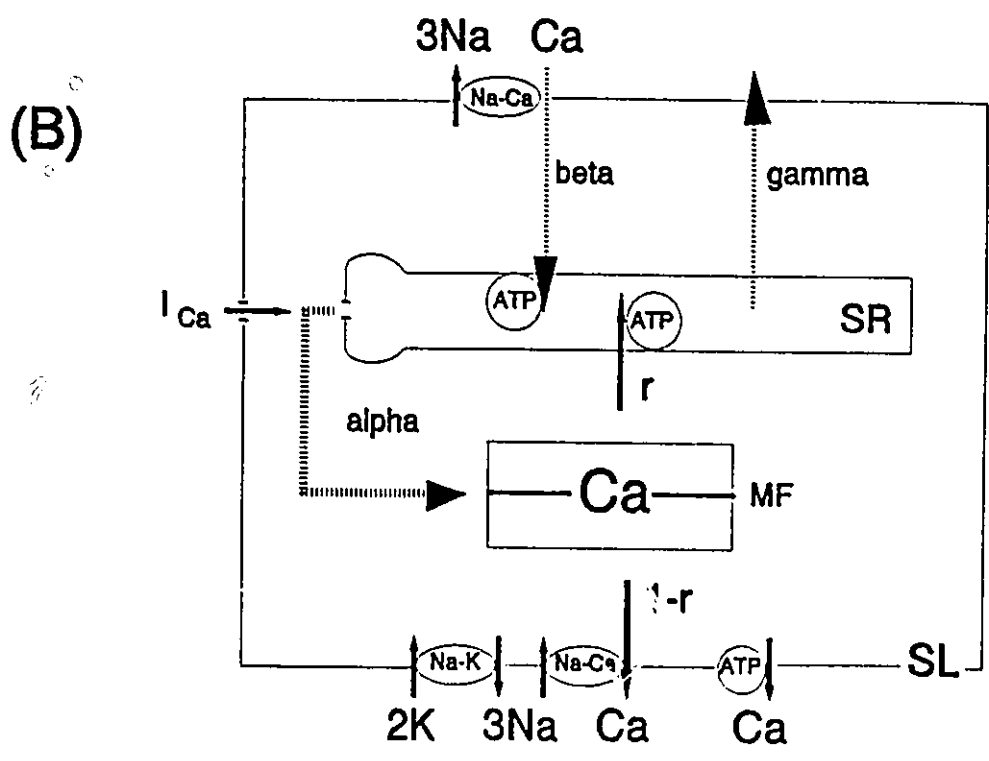 3Na Ca
Na-Ca
(B)
beta
gamma
ATP
I Ca
ATP
SR
r
alpha
Ca
MF
1-r
Na-K
Na-Ca
ATP
SL
2K
3Na
Ca
Ca